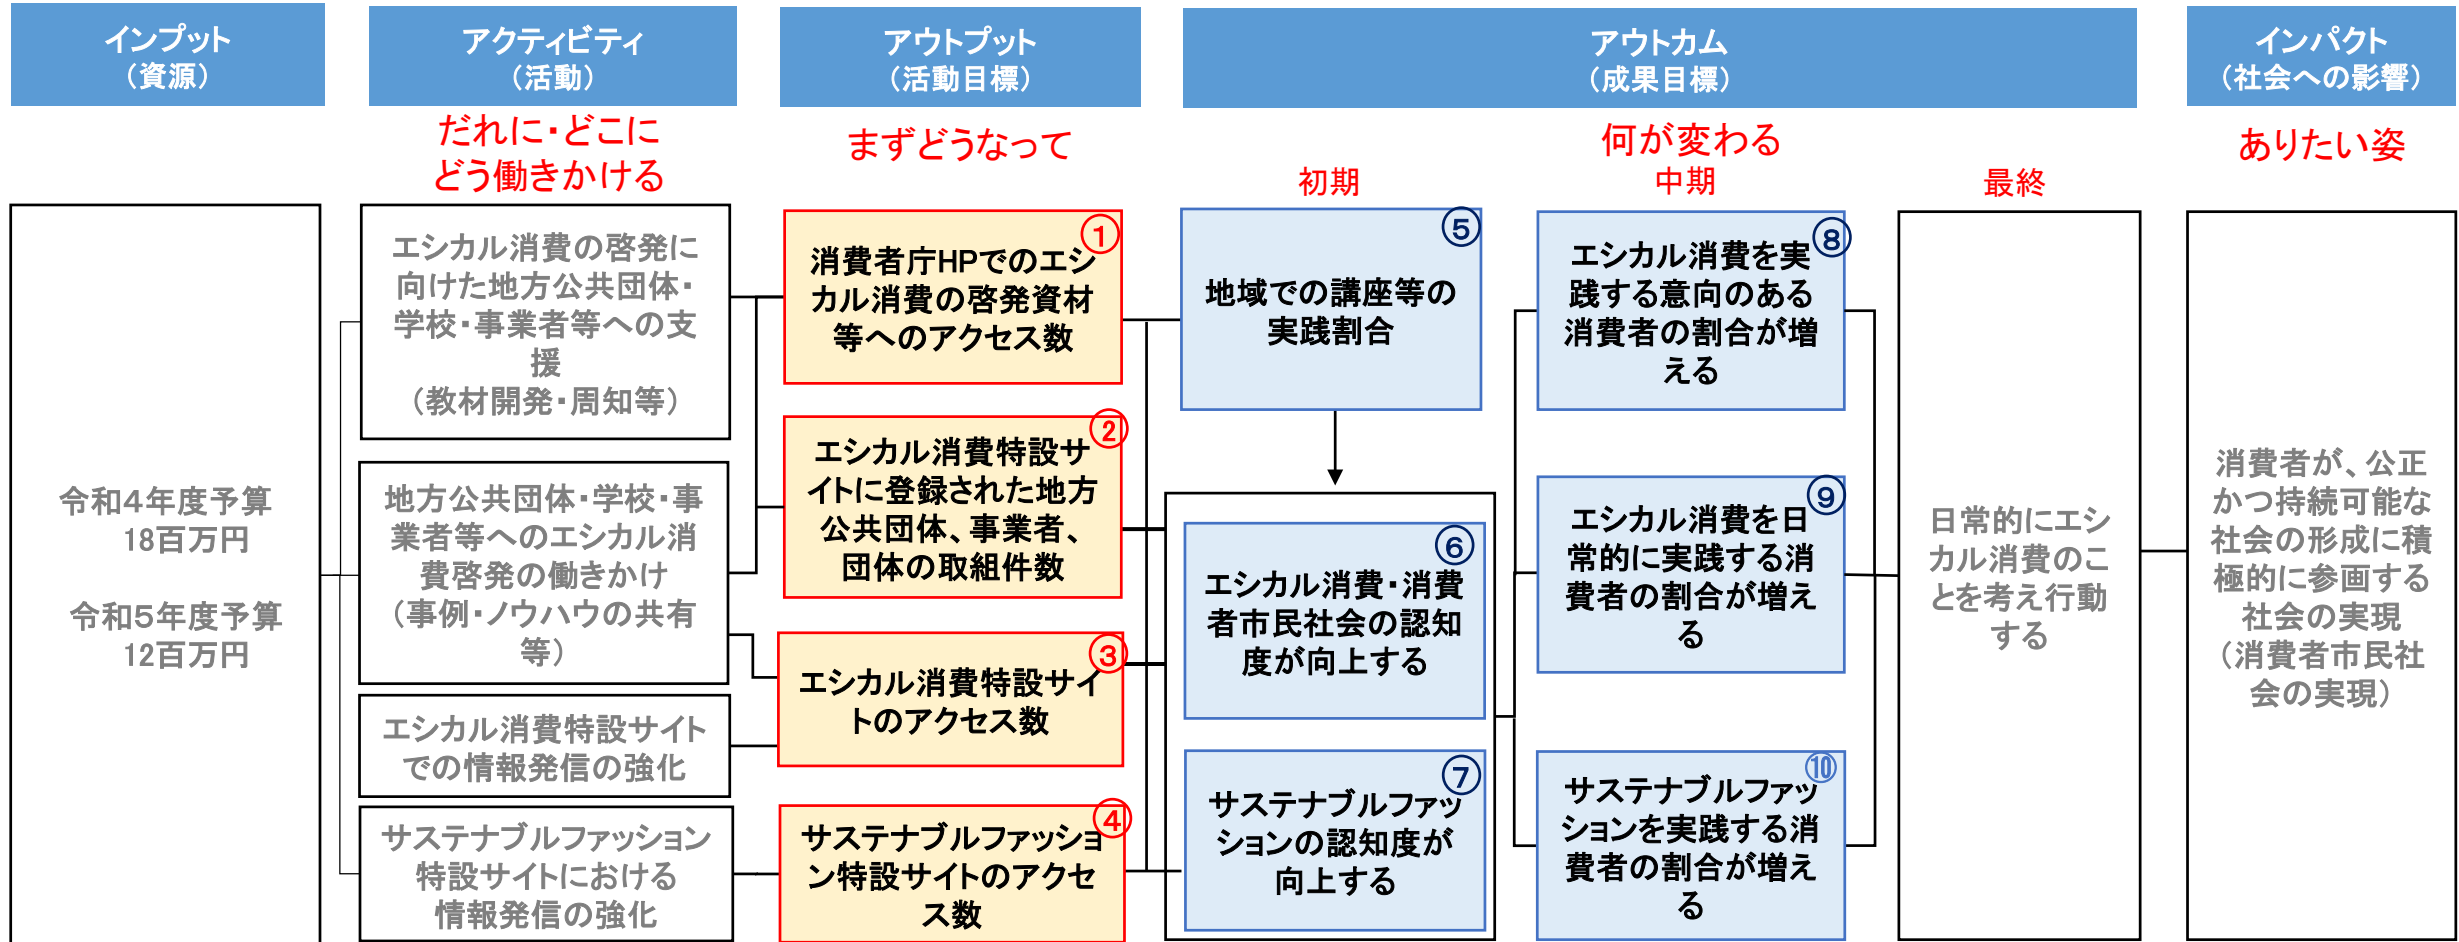 インプット
（資源）
アクティビティ
（活動）
アウトプット
（活動目標）
アウトカム
（成果目標）
インパクト
（社会への影響）
だれに・どこに
どう働きかける
まずどうなって
何が変わる
ありたい姿
初期
中期
最終
令和４年度予算
18百万円
令和５年度予算
12百万円
エシカル消費の啓発に
向けた地方公共団体・
学校・事業者等への支
援
（教材開発・周知等）
地方公共団体・学校・事
業者等へのエシカル消
費啓発の働きかけ
（事例・ノウハウの共有
等）
エシカル消費特設サイト
での情報発信の強化
サステナブルファッション
特設サイトにおける
情報発信の強化
①
消費者庁HPでのエシ
カル消費の啓発資材
等へのアクセス数
②
エシカル消費特設サ
イトに登録された地方
公共団体、事業者、
団体の取組件数
③
エシカル消費特設サイ
トのアクセス数
④
サステナブルファッショ
ン特設サイトのアクセ
ス数
⑤
地域での講座等の
実践割合
⑥
エシカル消費・消費
者市民社会の認知
度が向上する
⑦
サステナブルファッ
ションの認知度が
向上する
⑧
エシカル消費を実
践する意向のある
消費者の割合が増
える
⑨
エシカル消費を日
常的に実践する消
費者の割合が増え
る
⑩
サステナブルファッ
ションを実践する消
費者の割合が増え
る
日常的にエシ
カル消費のこ
とを考え行動
する
消費者が、公正
かつ持続可能な
社会の形成に積
極的に参画する
社会の実現
（消費者市民社
会の実現）